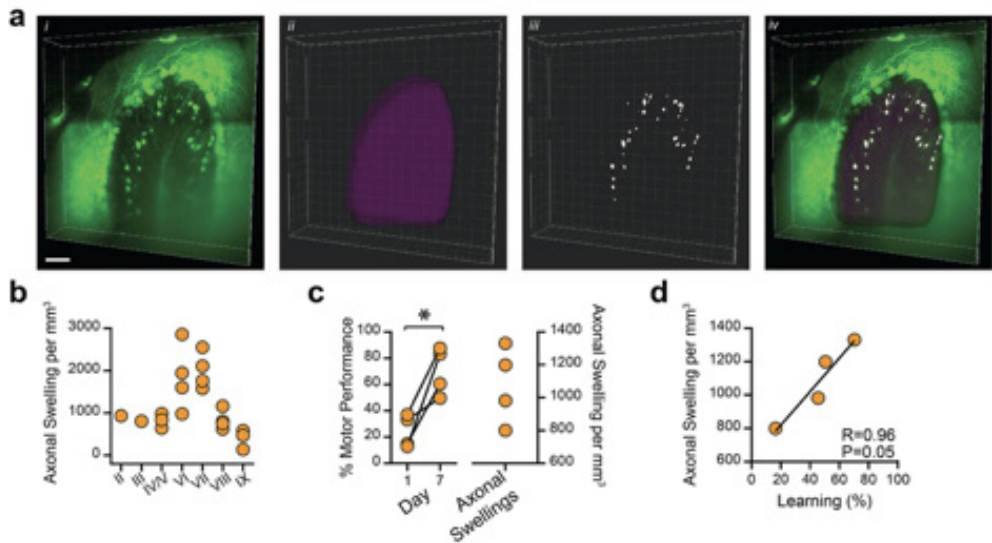 a
i
ii
iii
iv
b
Axonal Swelling per mm³
3000
2000
1000
0
II
III
IV/V
VI
VII
VIII
IX
c
*
% Motor Performance
100
80
60
40
20
0
1
7
Day
Axonal Swelling per mm³
1400
1200
1000
800
600
Axonal
Swellings
d
Axonal Swelling per mm³
1400
1200
1000
800
600
R=0.96
P=0.05
0
20
40
60
80
100
Learning (%)